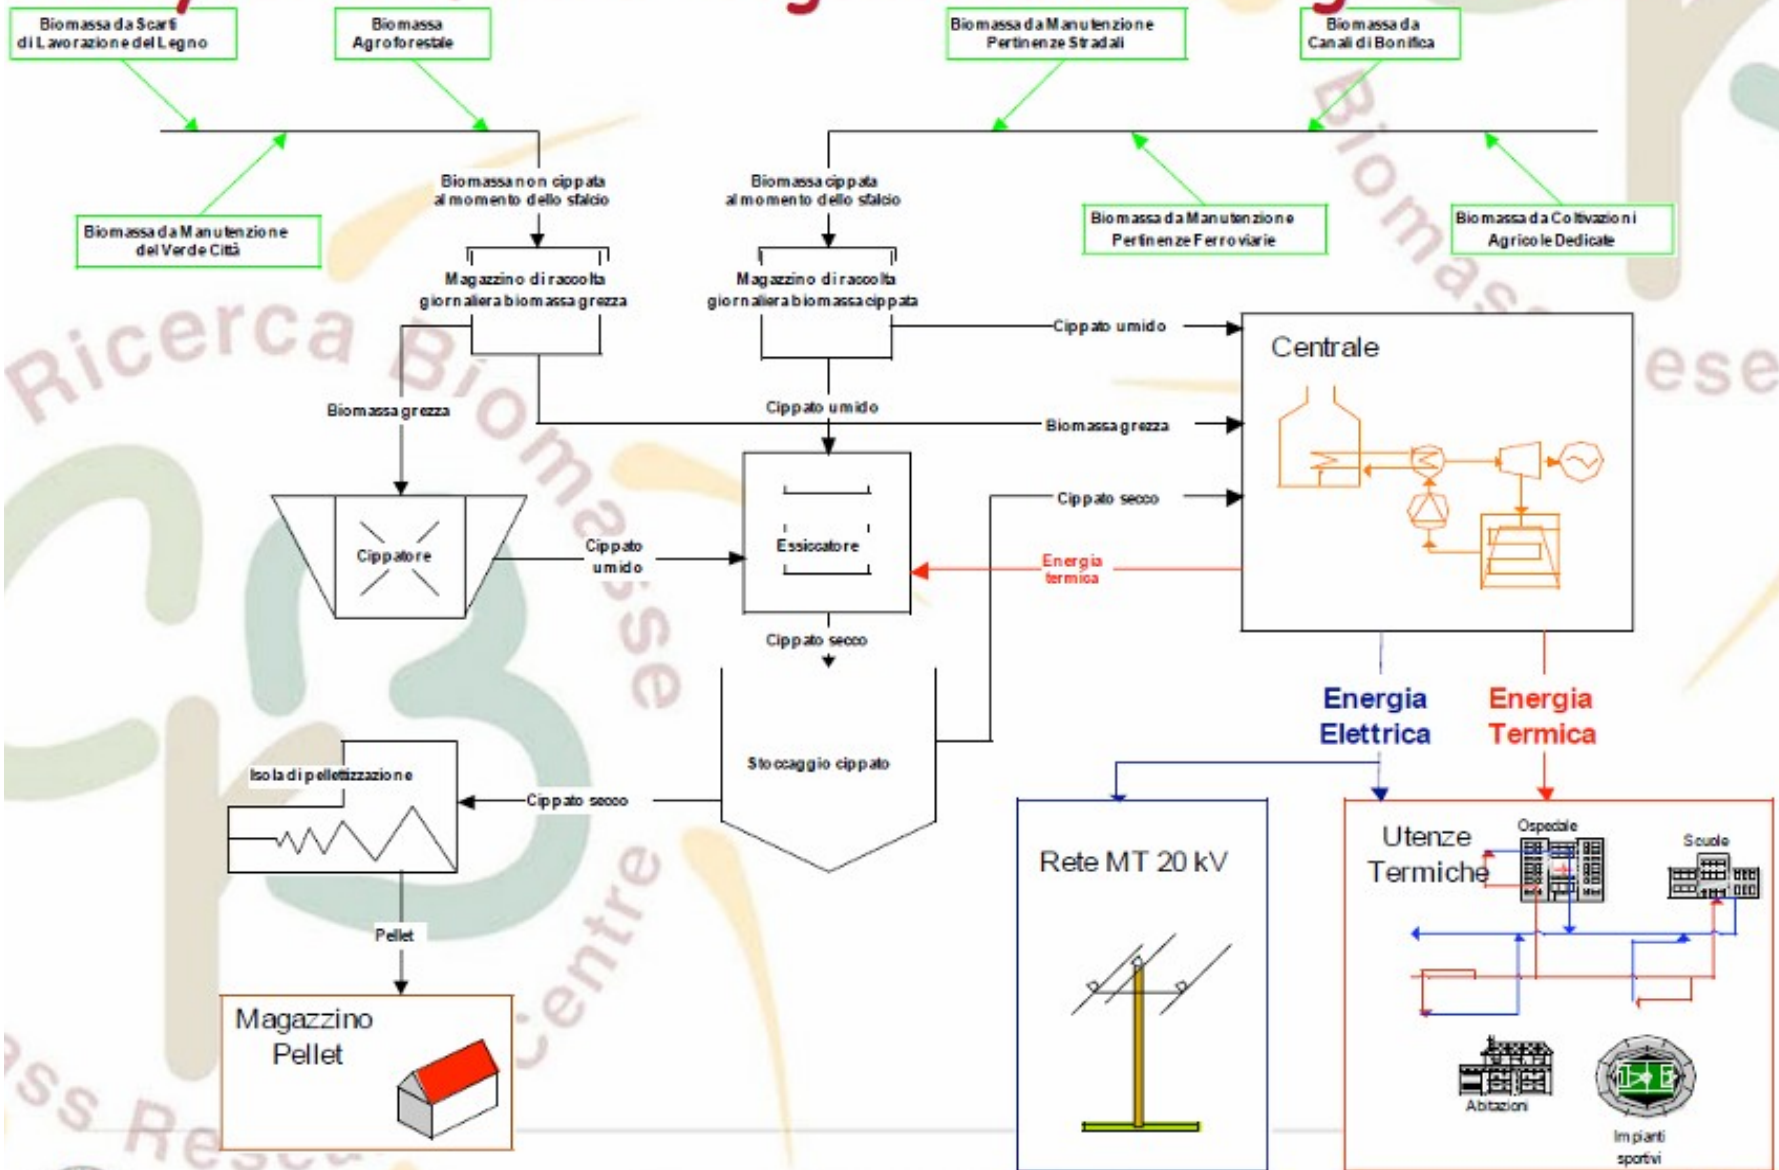 Biomassa da Scarti
di Lavorazione del Legno
Biomassa
Agroforestale
Biomassa da Manutenzione
Pertinenze Stradali
Biomassa da
Canali di Bonifica
Biomassa non cippata
al momento dello sfalcio
Biomassa cippata
al momento dello sfalcio
Biomassa da Manutenzione
del Verde Città
Biomassa da Manutenzione
Pertinenze Ferroviarie
Biomassa da Coltivazioni
Agricole Dedicate
Magazzino di raccolta
giornaliera biomassa grezza
Magazzino di raccolta
giornaliera biomassa cippata
Cippato umido
Centrale
Biomassa grezza
Cippato umido
Biomassa grezza
Cippato secco
Cippatore
Cippato
umido
Essiccatore
Energia
termica
Cippato secco
Energia
Elettrica
Energia
Termica
Isola di pellettizzazione
Cippato secco
Stoccaggio cippato
Rete MT 20 kV
Utenze
Termiche
Ospedale
Scuole
Pellet
Magazzino
Pellet
Abitazioni
Impianti
sportivi
Ricerca Biomasse
Centre